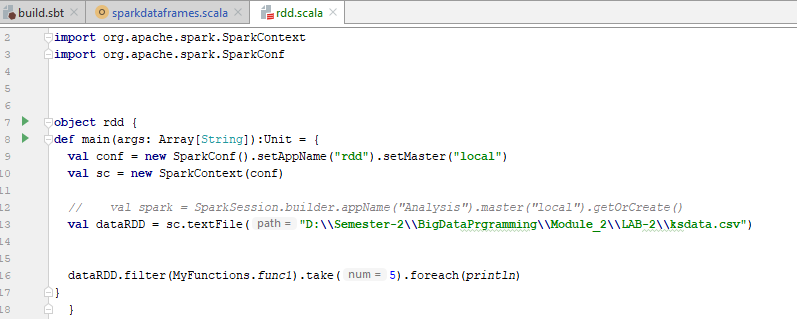 build.sbt × sparkdataframes.scala × rdd.scala ×
2 import org.apache.spark.SparkContext
3 import org.apache.spark.SparkConf
4
5
6
7 object rdd {
8 def main(args: Array[String]):Unit = {
9 val conf = new SparkConf().setAppName("rdd").setMaster("local")
10 val sc = new SparkContext(conf)
11
12 // val spark = SparkSession.builder.appName("Analysis").master("local").getOrCreate()
13 val dataRDD = sc.textFile( path = "D:\\Semester-2\\BigDataPrgramming\\Module_2\\LAB-2\\ksdata.csv")
14
15
16 dataRDD.filter(MyFunctions.func1).take( num = 5).foreach(println)
17 }
18 }